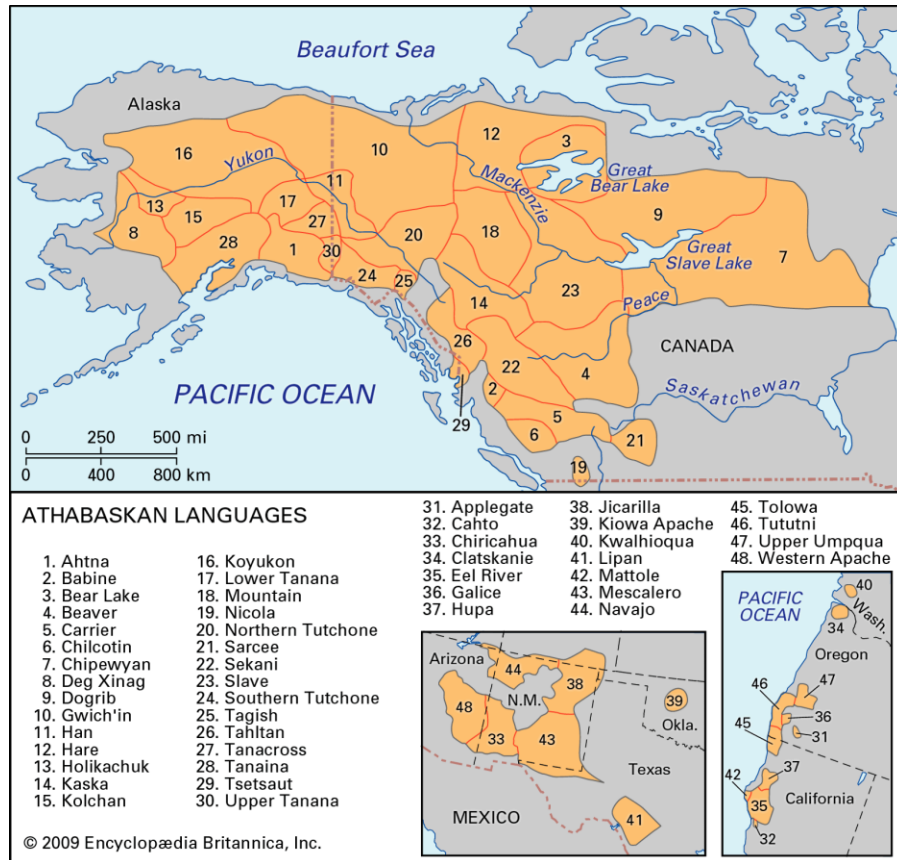 Beaufort Sea
Alaska
16
10
12
3
Yukon
Mackenzie
Great
Bear Lake
11
13
17
9
15
27
8
20
18
7
28
1
30
Great
Slave Lake
24
25
23
14
Peace
26
CANADA
22
4
PACIFIC OCEAN
2
Saskatchewan
5
29
6
21
0 250 500 mi
0 400 800 km
19
ATHABASKAN LANGUAGES
1. Ahtna
2. Babine
3. Bear Lake
4. Beaver
5. Carrier
6. Chilcotin
7. Chipewyan
8. Deg Xinag
9. Dogrib
10. Gwich'in
11. Han
12. Hare
13. Holikachuk
14. Kaska
15. Kolchan
16. Koyukon
17. Lower Tanana
18. Mountain
19. Nicola
20. Northern Tutchone
21. Sarcee
22. Sekani
23. Slave
24. Southern Tutchone
25. Tagish
26. Tahltan
27. Tanacross
28. Tanaina
29. Tsetsaut
30. Upper Tanana
31. Applegate
32. Cahto
33. Chiricahua
34. Clatskanie
35. Eel River
36. Galice
37. Hupa
38. Jicarilla
39. Kiowa Apache
40. Kwalhioqua
41. Lipan
42. Mattole
43. Mescalero
44. Navajo
45. Tolowa
46. Tututni
47. Upper Umpqua
48. Western Apache
Arizona
44
38
N.M.
39
48
Okla.
33
43
Texas
MEXICO
41
PACIFIC
OCEAN
40
Wash.
34
Oregon
46
47
36
45
31
37
42
35
California
32
© 2009 Encyclopædia Britannica, Inc.